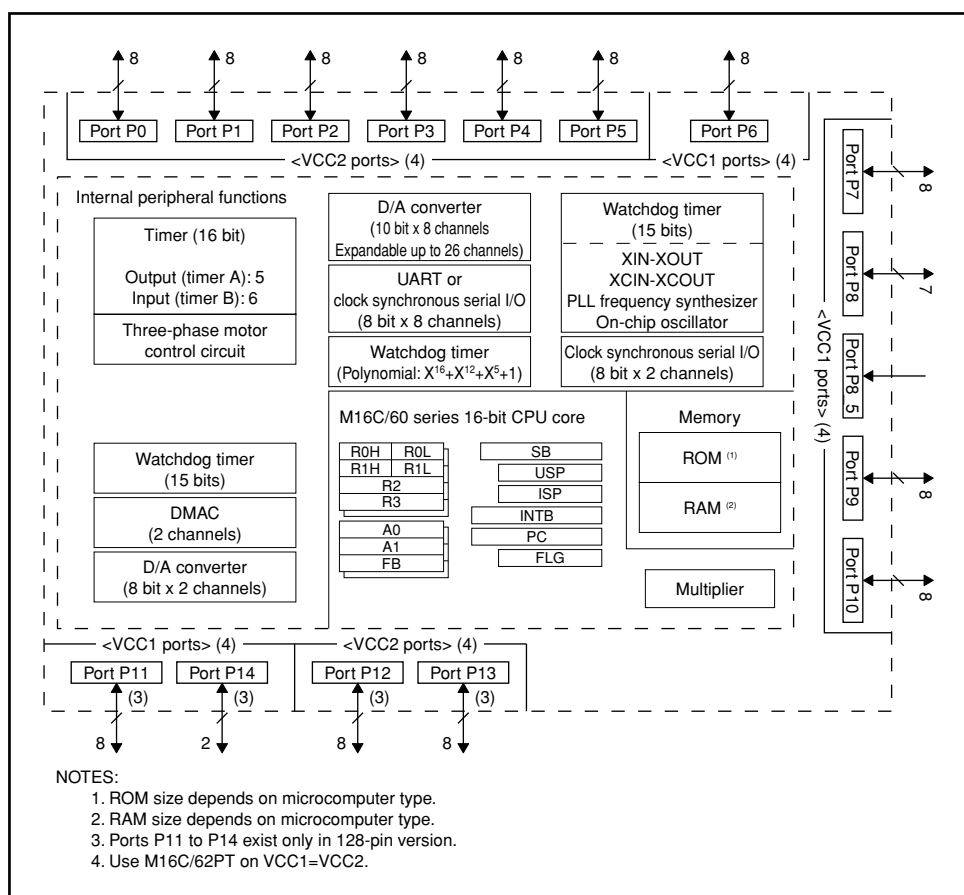 8 8 8 8 8 8 8
Port P0 Port P1 Port P2 Port P3 Port P4 Port P5 Port P6
<VCC2 ports> (4) <VCC1 ports> (4)
Internal peripheral functions
Timer (16 bit)
Output (timer A): 5
Input (timer B): 6
Three-phase motor
control circuit
Watchdog timer
(15 bits)
DMAC
(2 channels)
D/A converter
(8 bit x 2 channels)
D/A converter
(10 bit x 8 channels
Expandable up to 26 channels)
UART or
clock synchronous serial I/O
(8 bit x 8 channels)
Watchdog timer
(Polynomial: X¹⁶+X¹²+X⁵+1)
Watchdog timer
(15 bits)
XIN-XOUT
XCIN-XCOUT
PLL frequency synthesizer
On-chip oscillator
Clock synchronous serial I/O
(8 bit x 2 channels)
M16C/60 series 16-bit CPU core
R0H R0L
R1H R1L
R2
R3
A0
A1
FB
SB
USP
ISP
INTB
PC
FLG
Memory
ROM (1)
RAM (2)
Multiplier
<VCC1 ports> (4)
Port P7
8
Port P8
7
Port P8_5
Port P9
8
Port P10
8
<VCC1 ports> (4) <VCC2 ports> (4)
Port P11 Port P14 Port P12 Port P13
(3) (3) (3) (3)
8 2 8 8
NOTES:
1. ROM size depends on microcomputer type.
2. RAM size depends on microcomputer type.
3. Ports P11 to P14 exist only in 128-pin version.
4. Use M16C/62PT on VCC1=VCC2.